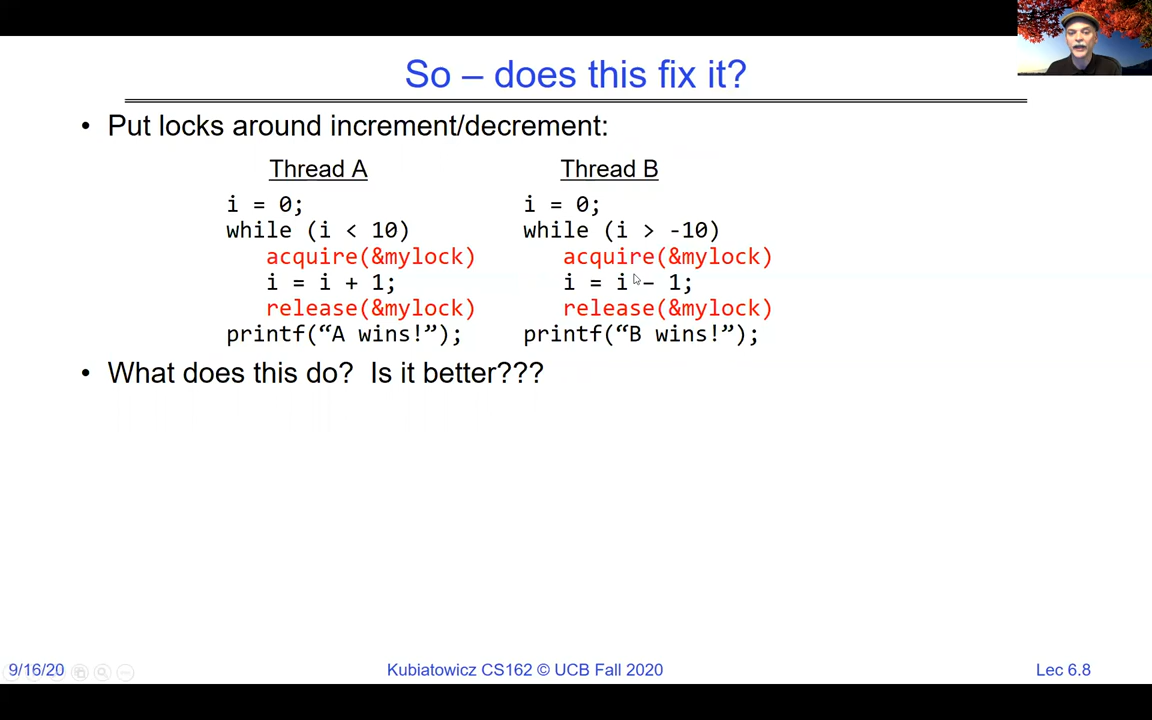 So – does this fix it?
• Put locks around increment/decrement:
Thread A
i = 0;
while (i < 10)
acquire(&mylock)
i = i + 1;
release(&mylock)
printf(“A wins!”);
Thread B
i = 0;
while (i > -10)
acquire(&mylock)
i = i – 1;
release(&mylock)
printf(“B wins!”);
• What does this do? Is it better???
9/16/20
Kubiatowicz CS162 © UCB Fall 2020
Lec 6.8